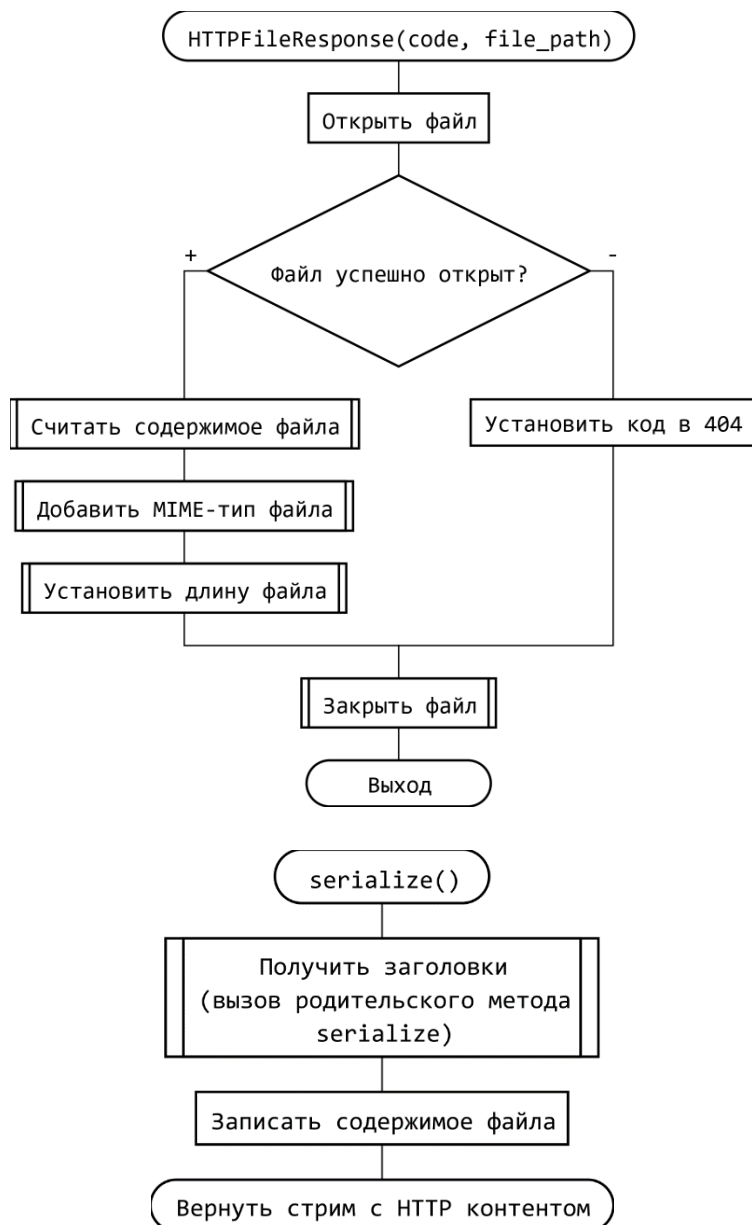 HTTPFileResponse(code, file_path)
Открыть файл
+
-
Файл успешно открыт?
Считать содержимое файла
Установить код в 404
Добавить MIME-тип файла
Установить длину файла
Закрыть файл
Выход
serialize()
Получить заголовки
(вызов родительского метода
serialize)
Записать содержимое файла
Вернуть стрим с HTTP контентом